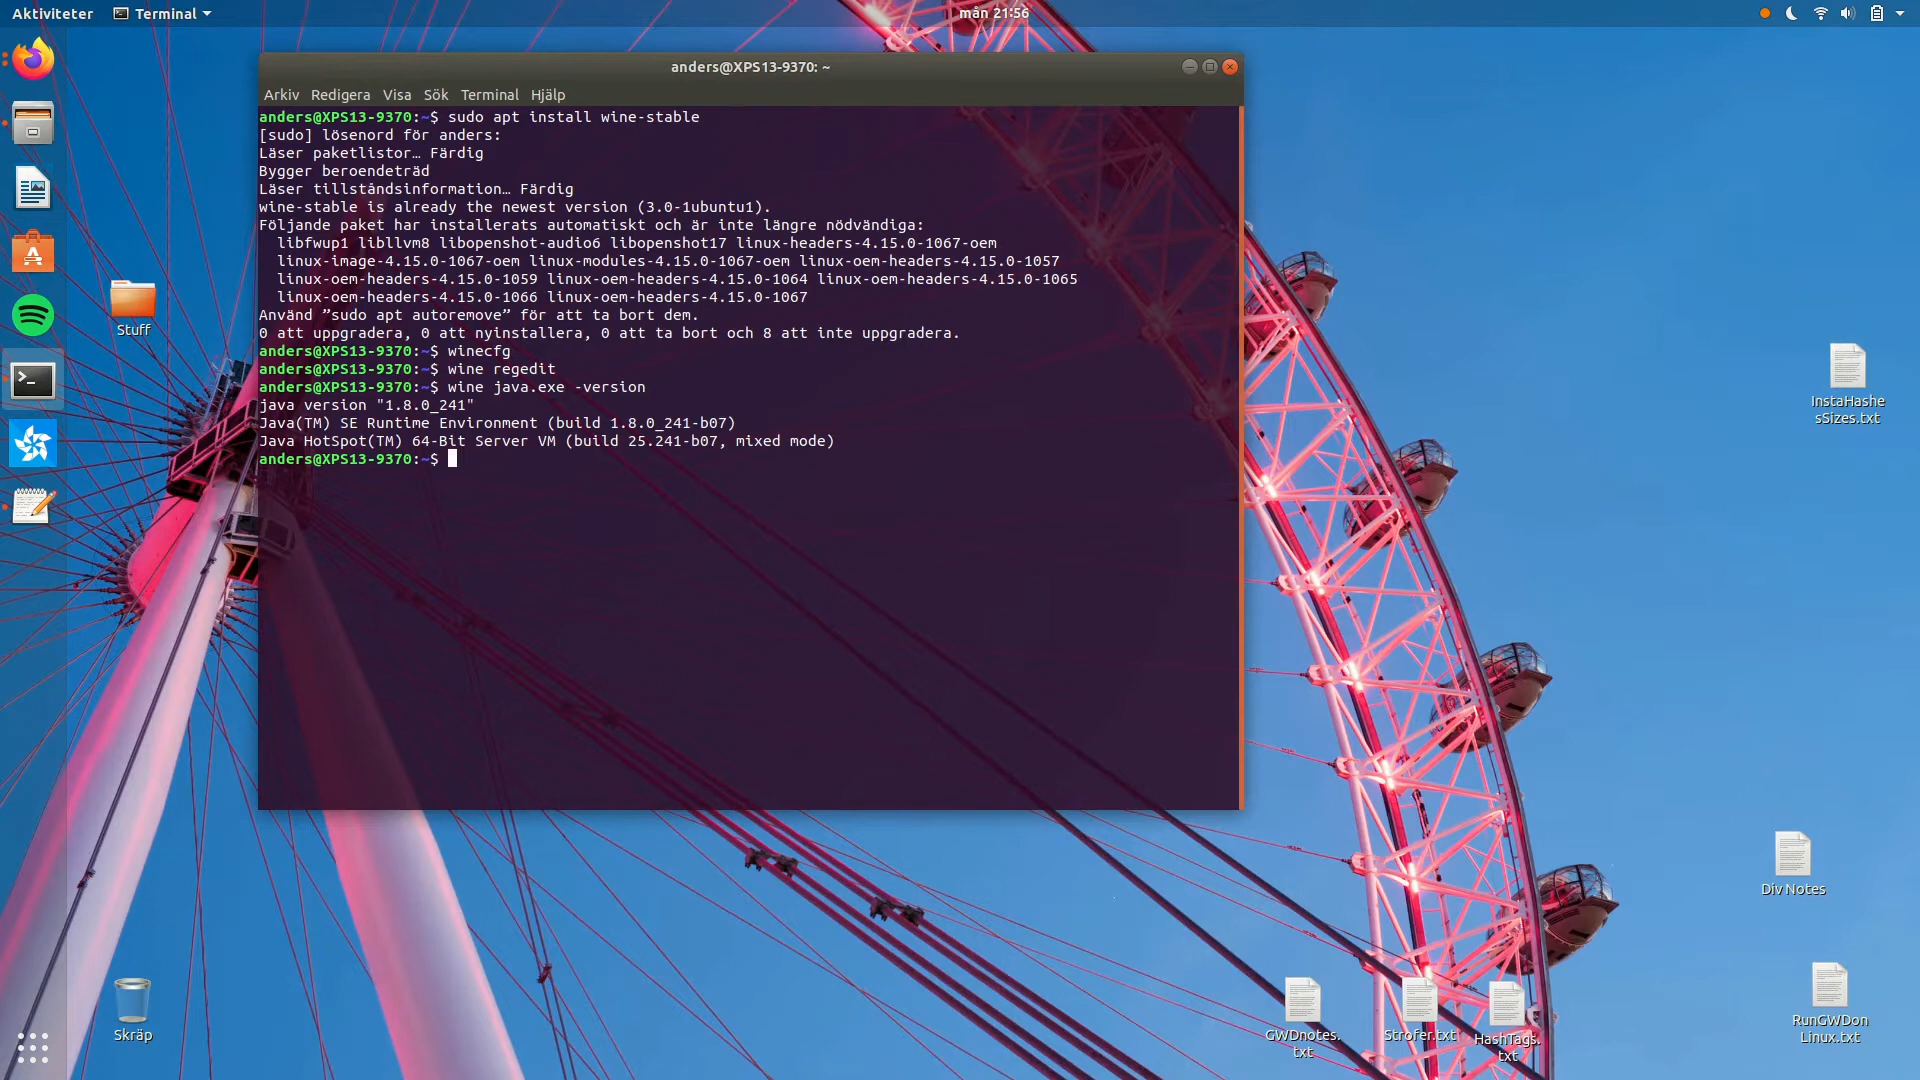 Aktiviteter
Terminal
mån 21:56
anders@XPS13-9370: ~
Arkiv Redigera Visa Sök Terminal Hjälp
anders@XPS13-9370:~$ sudo apt install wine-stable
[sudo] lösenord för anders:
Läser paketlistor… Färdig
Bygger beroendeträd
Läser tillståndsinformation… Färdig
wine-stable is already the newest version (3.0-1ubuntu1).
Följande paket har installerats automatiskt och är inte längre nödvändiga:
libfwup1 libllvm8 libopenshot-audio6 libopenshot17 linux-headers-4.15.0-1067-oem
linux-image-4.15.0-1067-oem linux-modules-4.15.0-1067-oem linux-oem-headers-4.15.0-1057
linux-oem-headers-4.15.0-1059 linux-oem-headers-4.15.0-1064 linux-oem-headers-4.15.0-1065
linux-oem-headers-4.15.0-1066 linux-oem-headers-4.15.0-1067
Använd ”sudo apt autoremove” för att ta bort dem.
0 att uppgradera, 0 att nyinstallera, 0 att ta bort och 8 att inte uppgradera.
anders@XPS13-9370:~$ winecfg
anders@XPS13-9370:~$ wine regedit
anders@XPS13-9370:~$ wine java.exe -version
java version "1.8.0_241"
Java(TM) SE Runtime Environment (build 1.8.0_241-b07)
Java HotSpot(TM) 64-Bit Server VM (build 25.241-b07, mixed mode)
anders@XPS13-9370:~$
Stuff
InstaHashe
sSizes.txt
Div Notes
Skräp
GWDnotes.
txt
Strofer.txt
HashTags.
txt
RunGWDon
Linux.txt